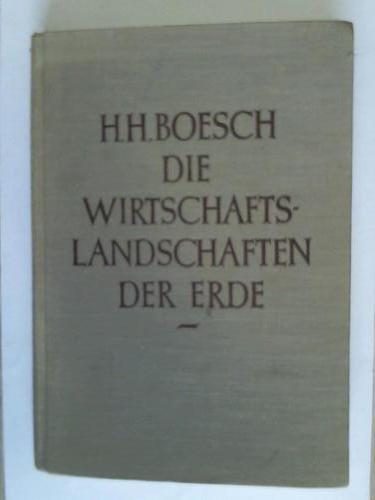 H.H. BOESCH
DIE
WIRTSCHAFTS-
LANDSCHAFTEN
DER ERDE